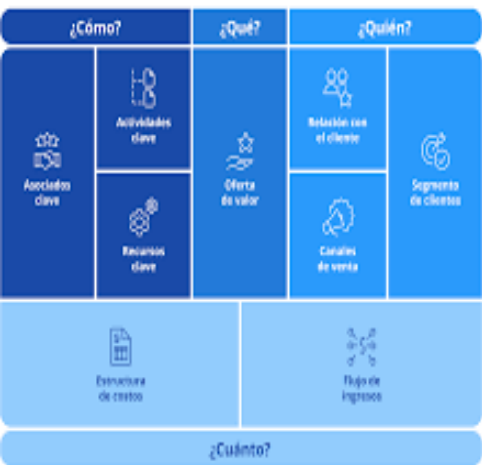 ¿Cómo?
¿Qué?
¿Quién?
Asociados
clave
Actividades
clave
Recursos
clave
Oferta
de valor
Relación con
el cliente
Canales
de venta
Segmento
de clientes
Estructura
de costos
Flujo de
ingresos
¿Cuánto?